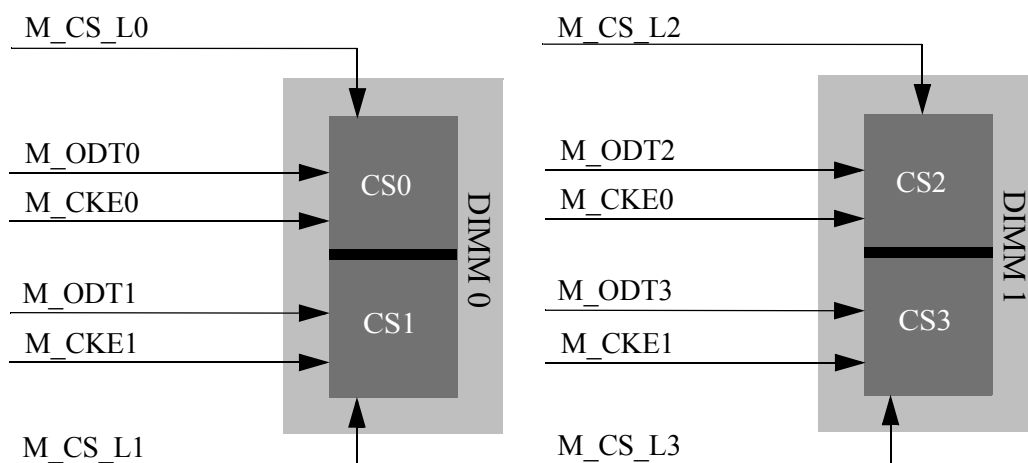 M_CS_L0
M_ODT0
M_CKE0
CS0
M_ODT1
M_CKE1
CS1
M_CS_L1
DIMM 0
M_CS_L2
M_ODT2
M_CKE0
CS2
M_ODT3
M_CKE1
CS3
M_CS_L3
DIMM 1